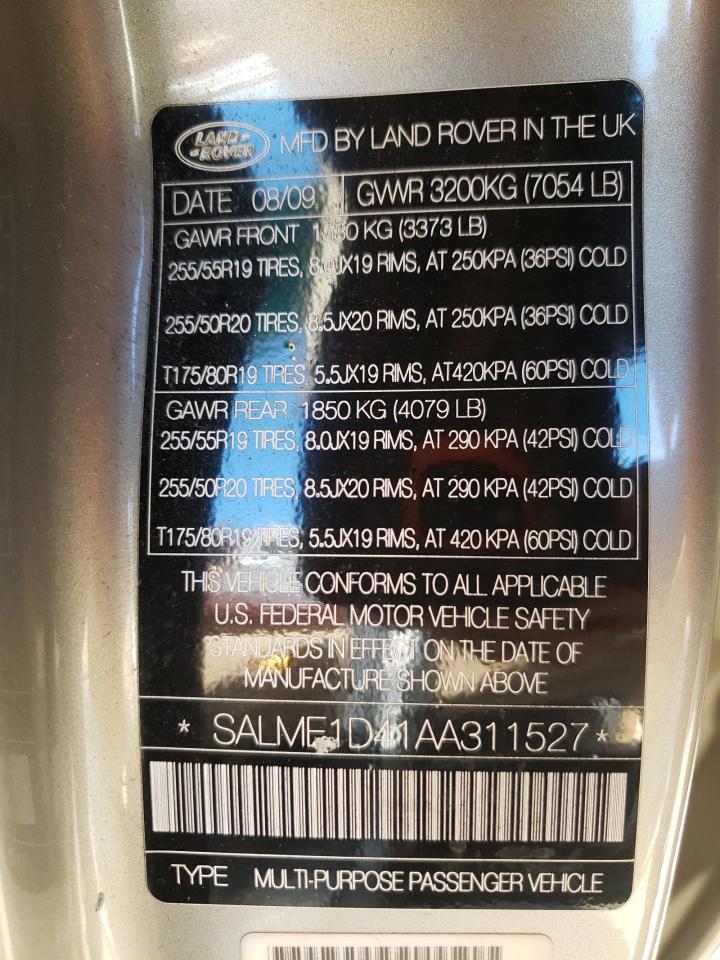 LAND-
-ROVER
MFD BY LAND ROVER IN THE UK
DATE 08/09 GVWR 3200KG (7054 LB)
GAWR FRONT 1530 KG (3373 LB)
255/55R19 TIRES, 8.0JX19 RIMS, AT 250KPA (36PSI) COLD
255/50R20 TIRES, 8.5JX20 RIMS, AT 250KPA (36PSI) COLD
T175/80R19 TIRES, 5.5JX19 RIMS, AT420KPA (60PSI) COLD
GAWR REAR 1850 KG (4079 LB)
255/55R19 TIRES, 8.0JX19 RIMS, AT 290 KPA (42PSI) COLD
255/50R20 TIRES, 8.5JX20 RIMS, AT 290 KPA (42PSI) COLD
T175/80R19 TIRES, 5.5JX19 RIMS, AT 420 KPA (60PSI) COLD
THIS VEHICLE CONFORMS TO ALL APPLICABLE
U.S. FEDERAL MOTOR VEHICLE SAFETY
STANDARDS IN EFFECT ON THE DATE OF
MANUFACTURE SHOWN ABOVE
* SALME1D41AA311527 *
TYPE MULTI-PURPOSE PASSENGER VEHICLE